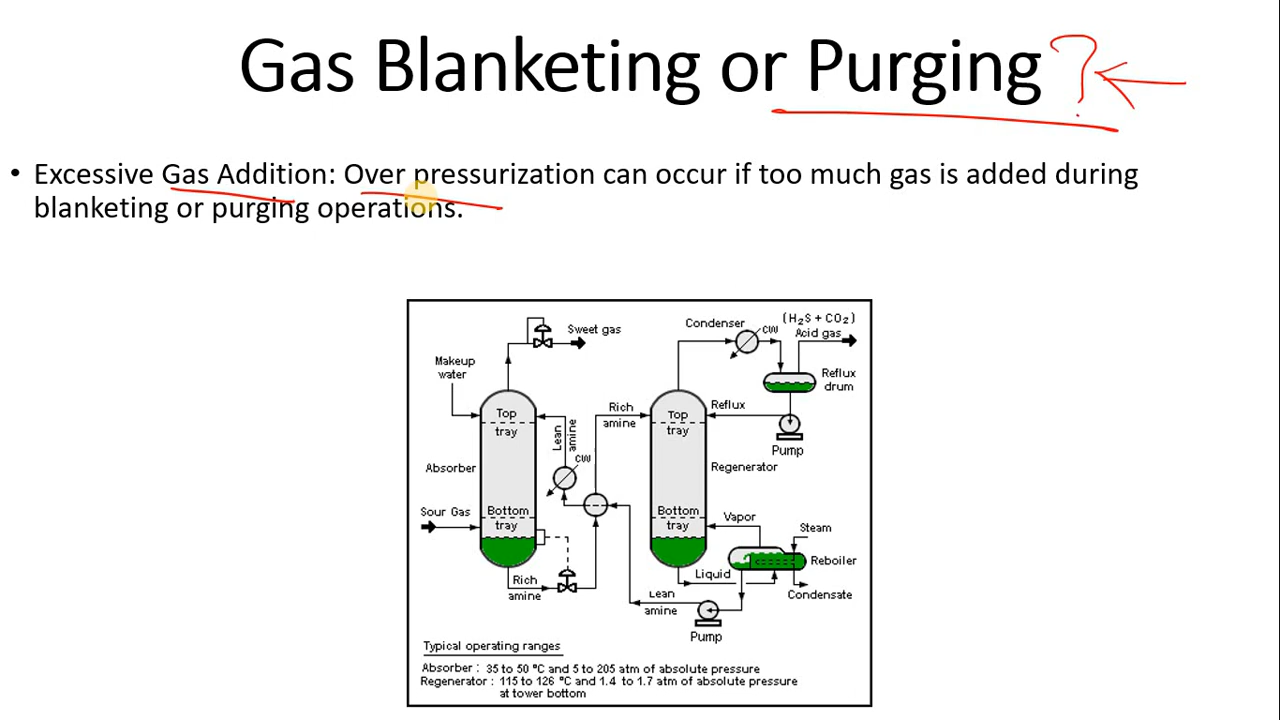 Gas Blanketing or Purging ?
• Excessive Gas Addition: Over pressurization can occur if too much gas is added during
blanketing or purging operations.
Sweet gas
Makeup
water
Top
tray
Absorber
Lean
amine
CW
Sour Gas
Bottom
tray
Rich
amine
Rich
amine
Condenser
CW
(H₂S + CO₂)
Acid gas
Reflux
drum
Reflux
Pump
Top
tray
Regenerator
Bottom
tray
Vapor
Steam
Reboiler
Liquid
Condensate
Lean
amine
Pump
Typical operating ranges
Absorber : 35 to 50 °C and 5 to 205 atm of absolute pressure
Regenerator : 115 to 126 °C and 1.4 to 1.7 atm of absolute pressure
at tower bottom